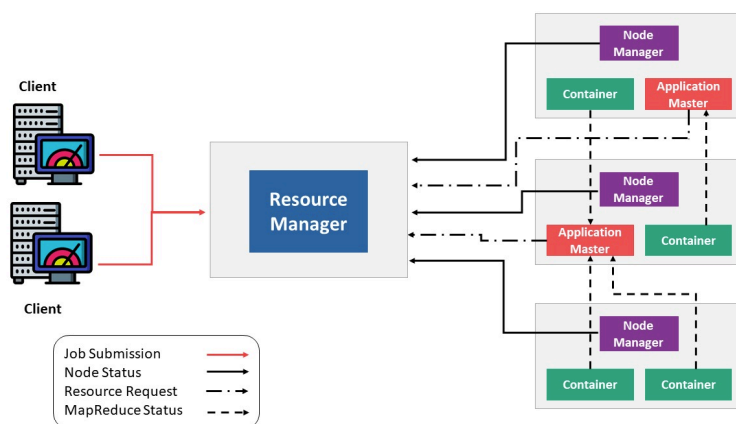 Client
Client
Resource
Manager
Node
Manager
Container
Application
Master
Node
Manager
Application
Master
Container
Node
Manager
Container
Container
Job Submission
Node Status
Resource Request
MapReduce Status